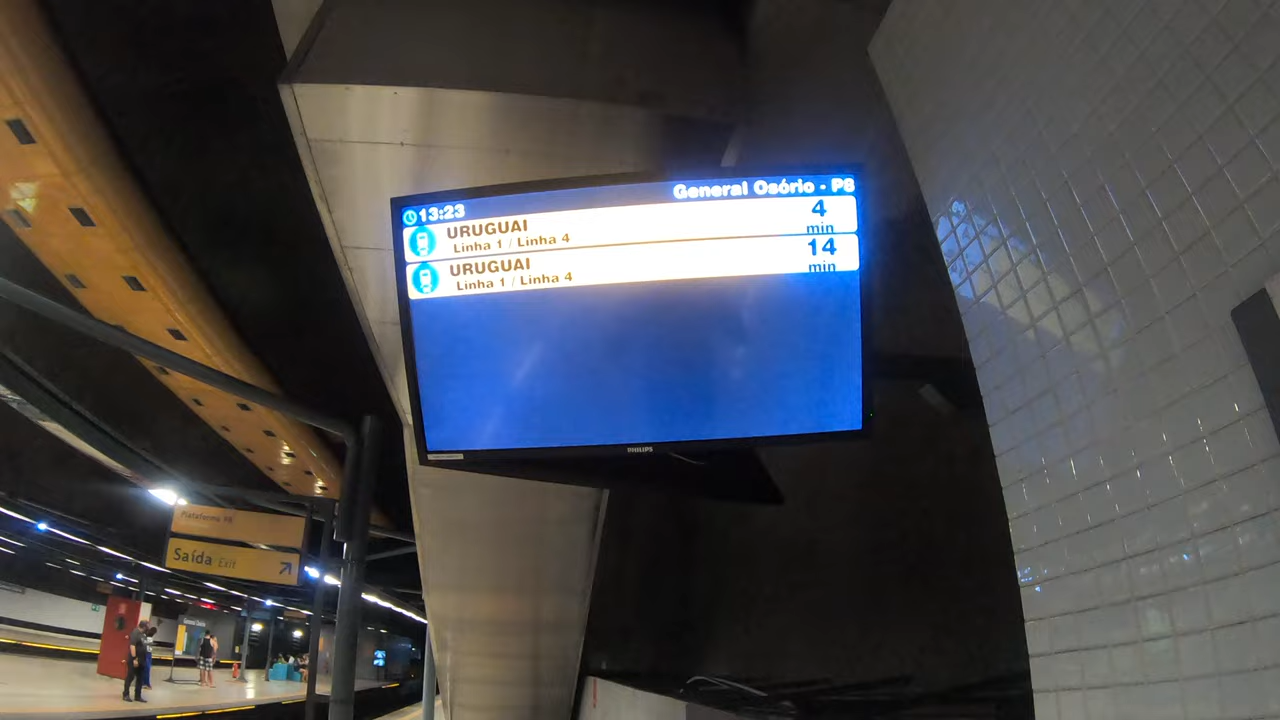 General Osório - P8
13:23
URUGUAI
Linha 1 / Linha 4
4
min
URUGUAI
Linha 1 / Linha 4
14
min
PHILIPS
Plataforma P8
Saída Exit